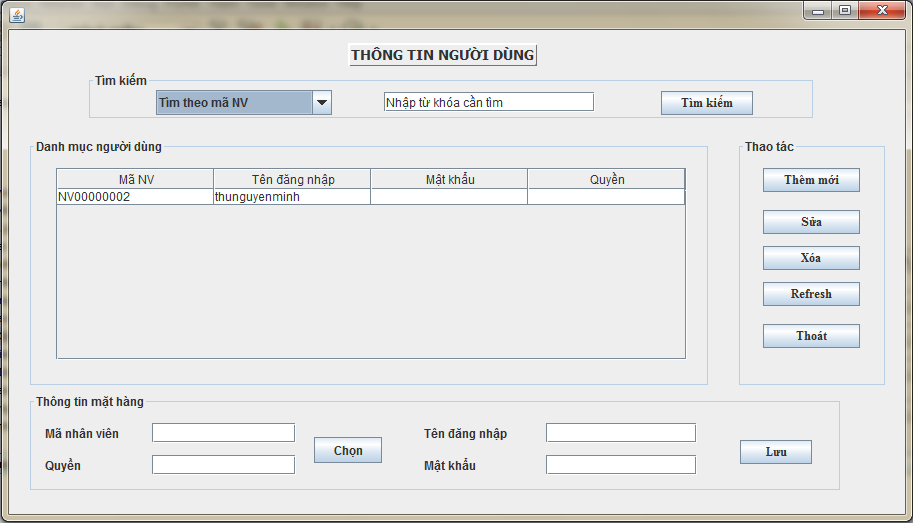 THÔNG TIN NGƯỜI DÙNG
Tìm kiếm
Tìm theo mã NV
Nhập từ khóa cần tìm
Tìm kiếm
Danh mục người dùng
Mã NV Tên đăng nhập Mật khẩu Quyền
NV00000002 thunguyenminh
Thao tác
Thêm mới
Sữa
Xóa
Refresh
Thoát
Thông tin mặt hàng
Mã nhân viên
Quyền
Chọn
Tên đăng nhập
Mật khẩu
Lưu